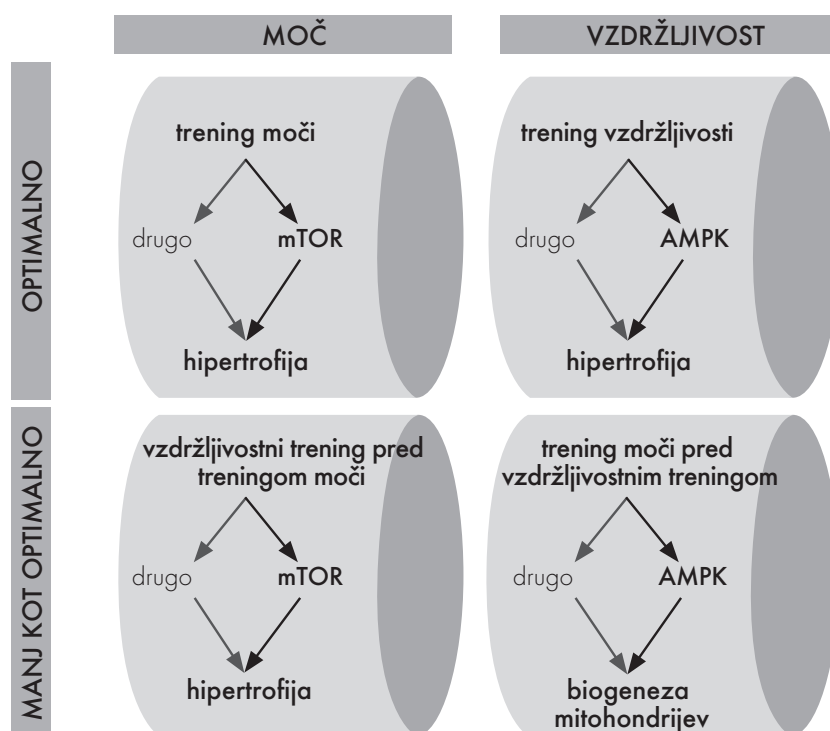 MOČ
VZDRŽLJIVOST
OPTIMALNO
trening moči
drugo
mTOR
hipertrofija
trening vzdržljivosti
drugo
AMPK
hipertrofija
MANJ KOT OPTIMALNO
vzdržljivostni trening pred
treningom moči
drugo
mTOR
hipertrofija
trening moči pred
vzdržljivostnim treningom
drugo
AMPK
biogeneza
mitohondrijev